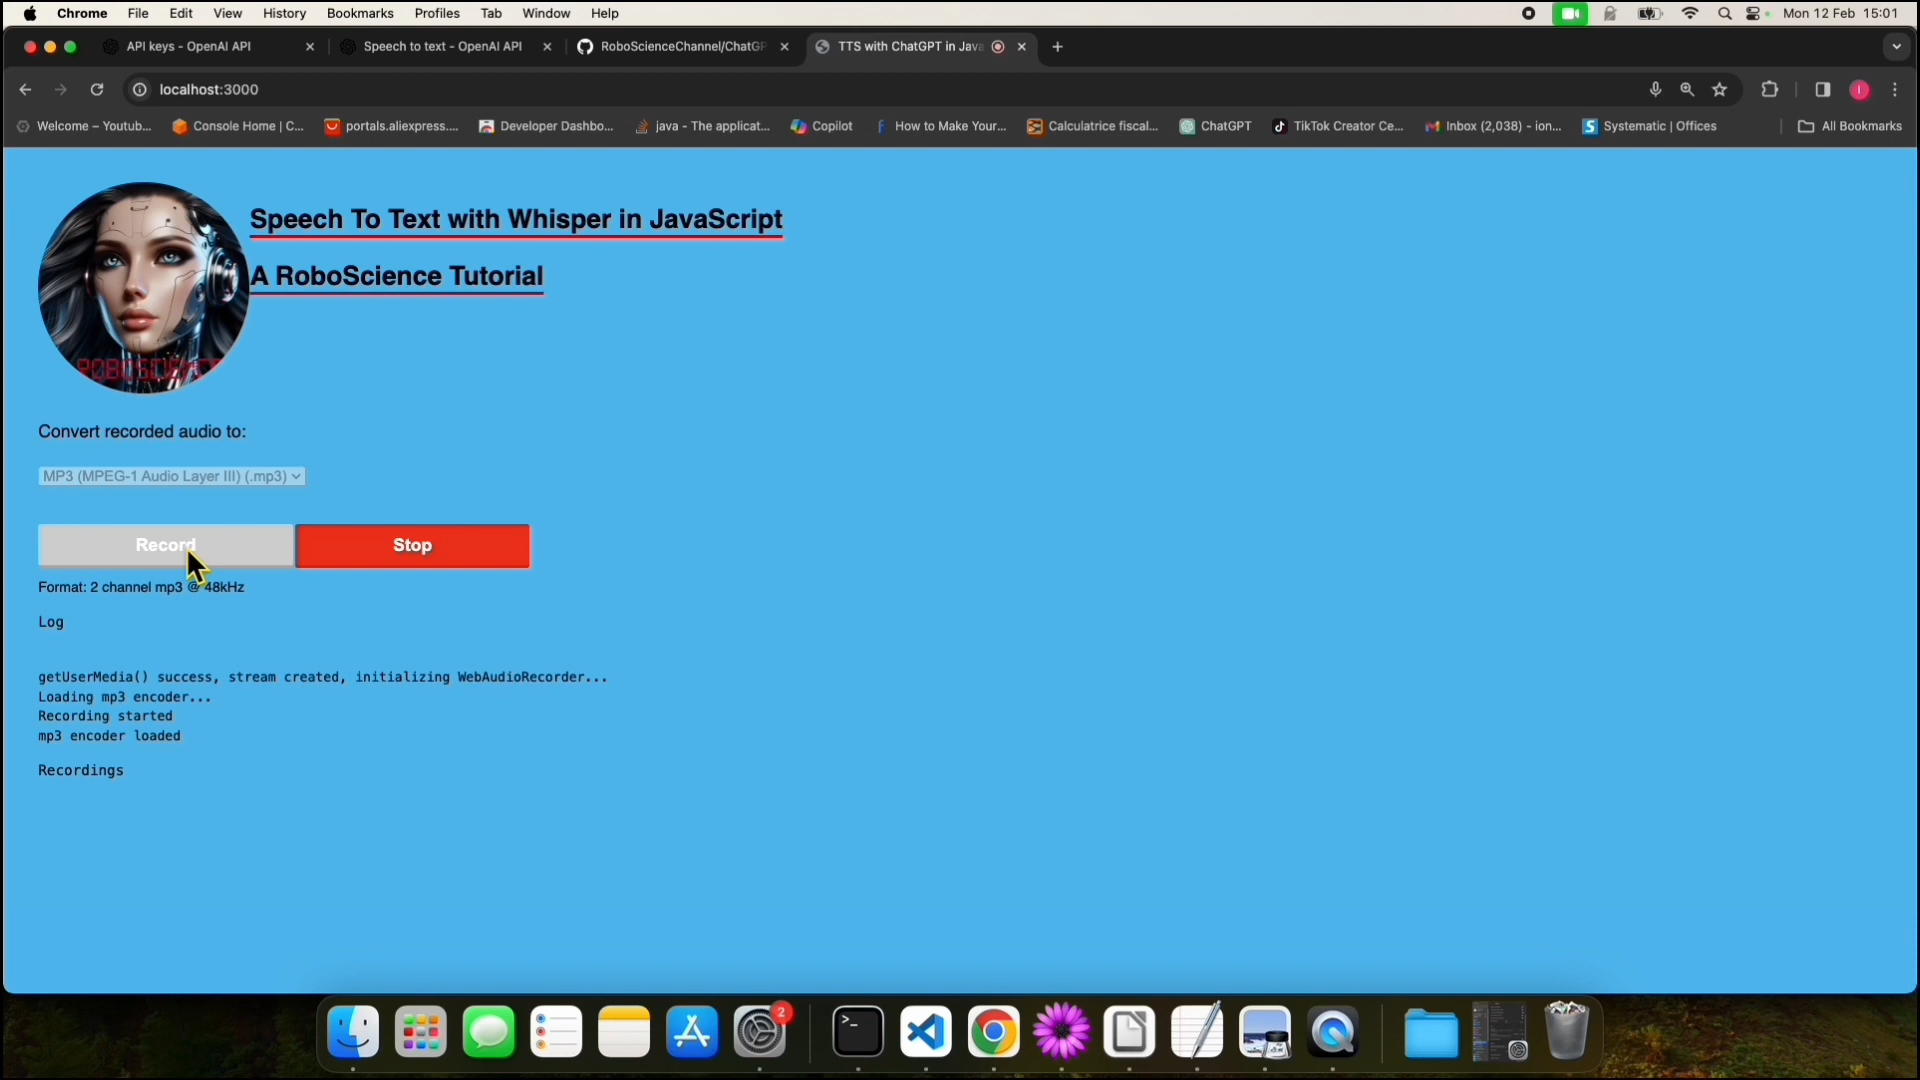 Chrome File Edit View History Bookmarks Profiles Tab Window Help Mon 12 Feb 15:01
API keys - OpenAI API Speech to text - OpenAI API RoboScienceChannel/ChatGP TTS with ChatGPT in Java
localhost:3000 I
Welcome – Youtub... Console Home | C... portals.aliexpress.... Developer Dashbo... java - The applicat... Copilot How to Make Your... Calculatrice fiscal... ChatGPT TikTok Creator Ce... Inbox (2,038) - ion... Systematic | Offices All Bookmarks
Speech To Text with Whisper in JavaScript
A RoboScience Tutorial
Convert recorded audio to:
MP3 (MPEG-1 Audio Layer III) (.mp3)
Record Stop
Format: 2 channel mp3 @ 48kHz
Log
getUserMedia() success, stream created, initializing WebAudioRecorder...
Loading mp3 encoder...
Recording started
mp3 encoder loaded
Recordings
2